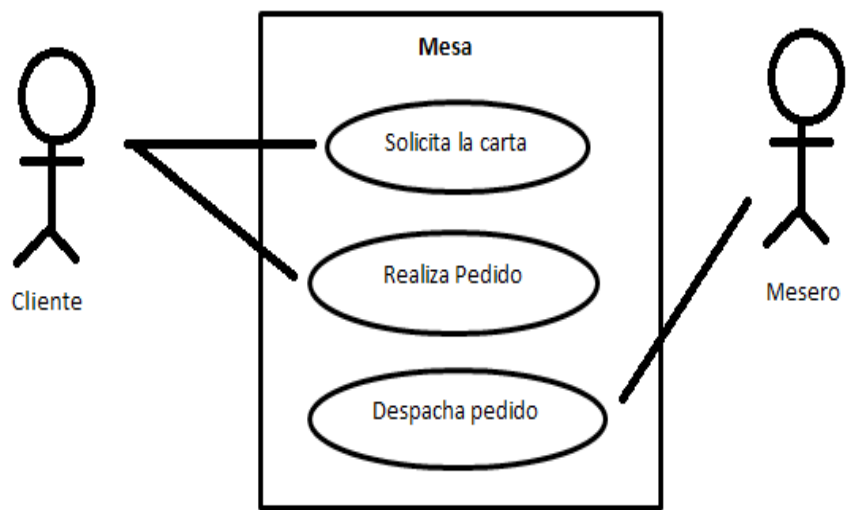 Mesa
Solicita la carta
Realiza Pedido
Cliente
Mesero
Despacha pedido